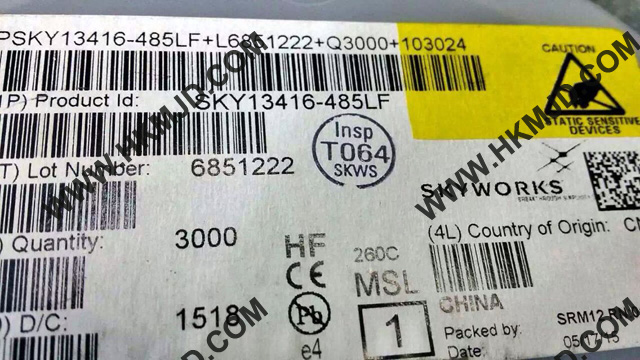 PSKY13416-485LF+L6851222+Q3000+103024
1P) Product Id: SKY13416-485LF
CAUTION
STATIC SENSITIVE
DEVICES
Insp
T064
SKWS
T) Lot Number: 6851222
SKYWORKS
(4L) Country of Origin:
) Quantity: 3000
HF
260C
MSL
1
CHINA
) D/C: 1518
Pb
e4
Packed by:
Date:
SRM12
CE
WWW.HKMJD.COM
WWW.HKMJD.COM
WWW.HKMJD.COM